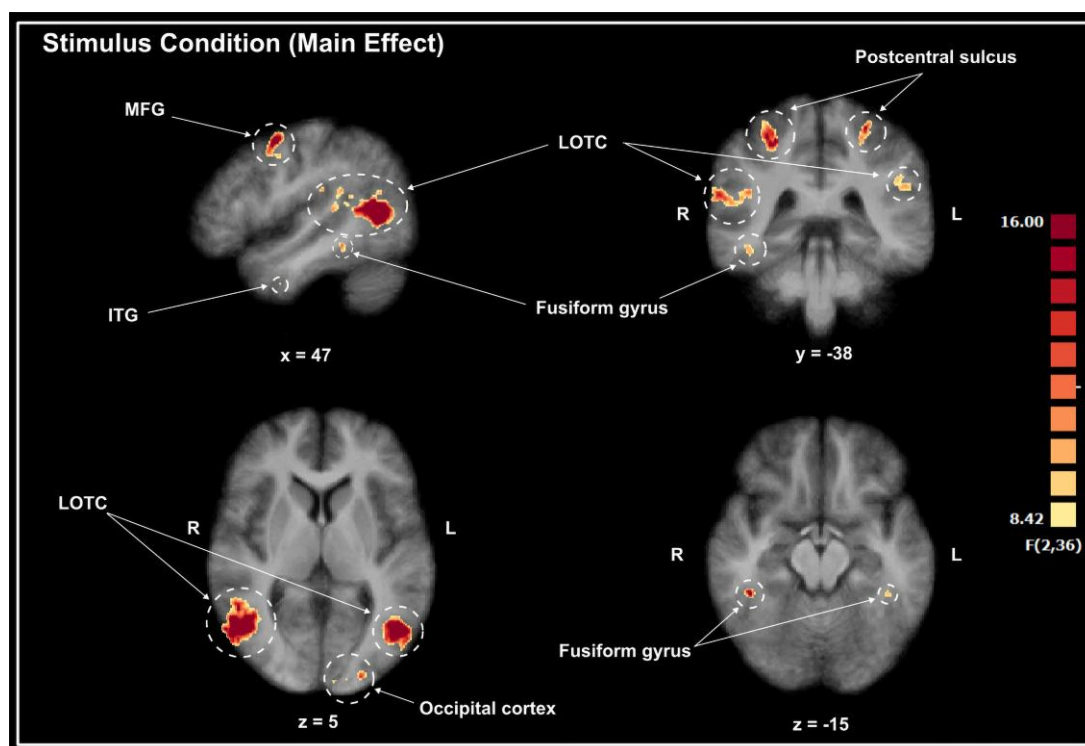 Stimulus Condition (Main Effect)
MFG
ITG
x = 47
LOTC
Fusiform gyrus
Postcentral sulcus
R
L
y = -38
16.00
8.42
F(2,36)
LOTC
R
L
Occipital cortex
z = 5
R
L
Fusiform gyrus
z = -15